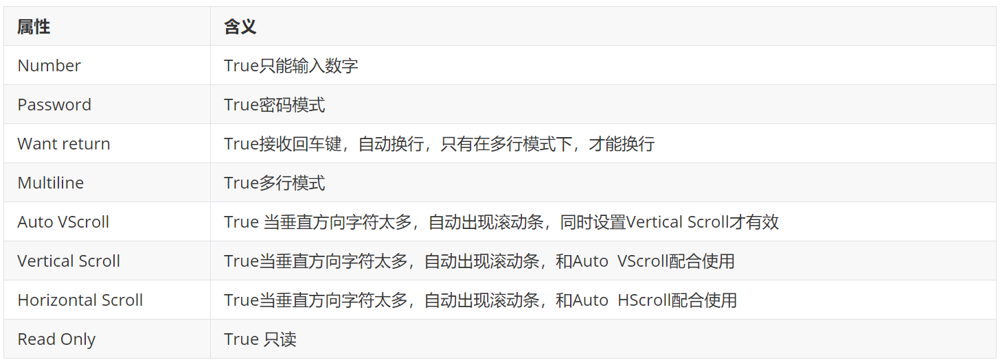 属性 含义
Number True只能输入数字
Password True密码模式
Want return True接收回车键，自动换行，只有在多行模式下，才能换行
Multiline True多行模式
Auto VScroll True 当垂直方向字符太多，自动出现滚动条，同时设置Vertical Scroll才有效
Vertical Scroll True当垂直方向字符太多，自动出现滚动条，和Auto  VScroll配合使用
Horizontal Scroll True当垂直方向字符太多，自动出现滚动条，和Auto  HScroll配合使用
Read Only True 只读